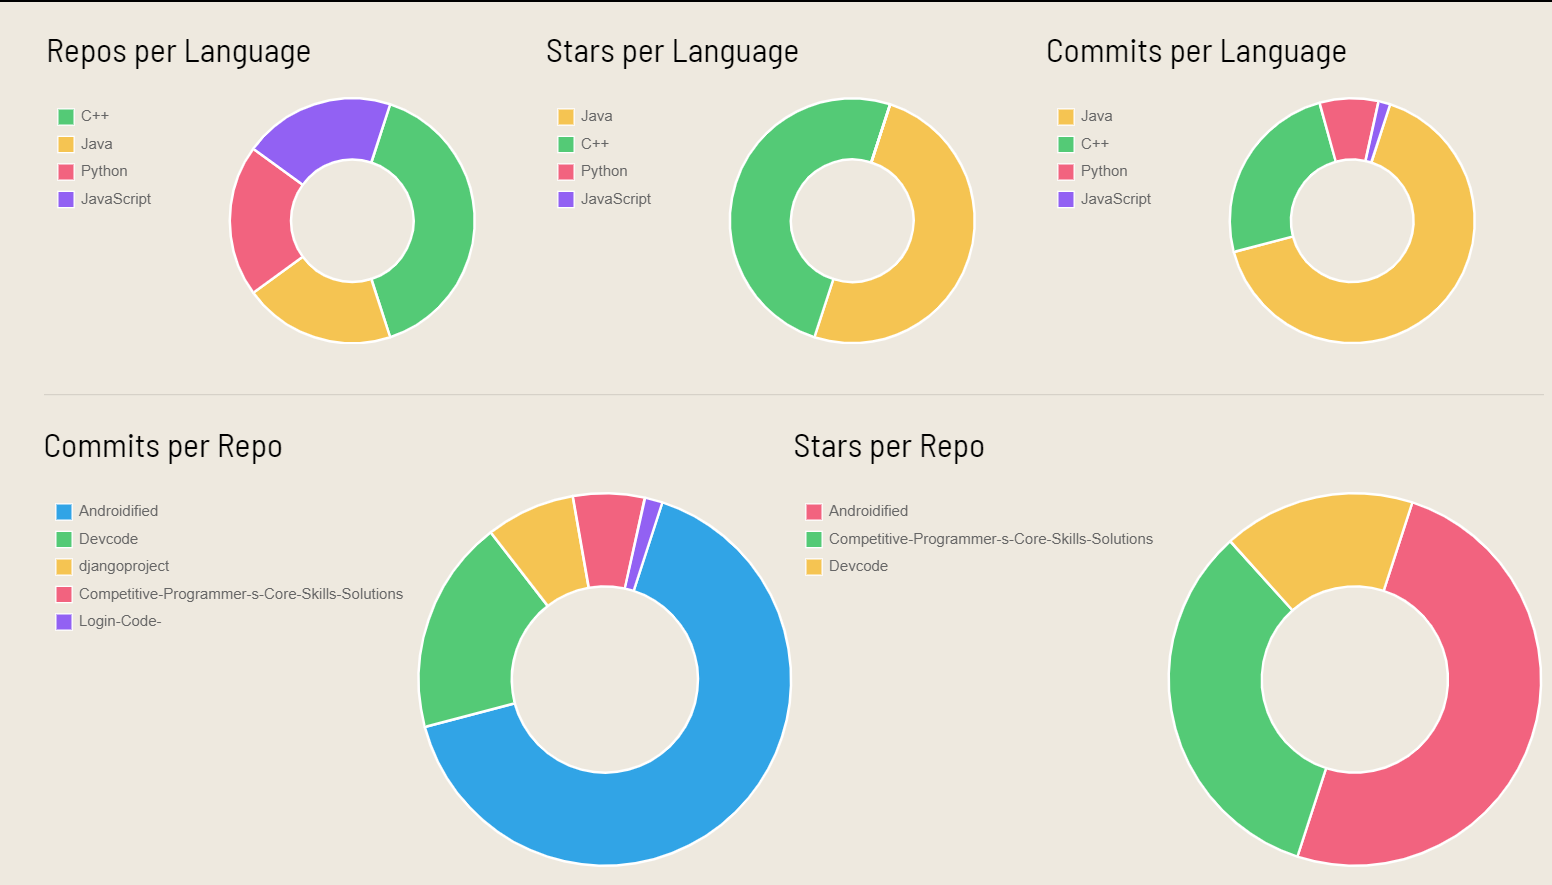 Repos per Language
C++
Java
Python
JavaScript
Stars per Language
Java
C++
Python
JavaScript
Commits per Language
Java
C++
Python
JavaScript
Commits per Repo
Androidified
Devcode
djangoproject
Competitive-Programmer-s-Core-Skills-Solutions
Login-Code-
Stars per Repo
Androidified
Competitive-Programmer-s-Core-Skills-Solutions
Devcode